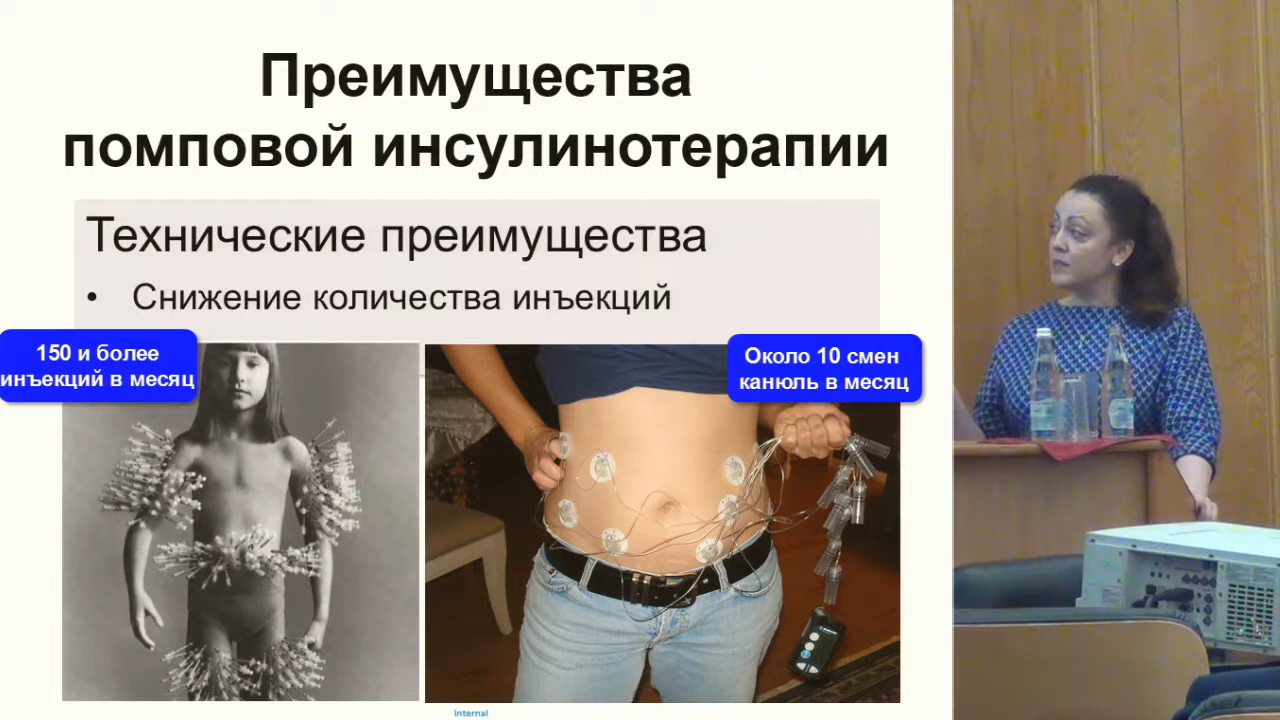 Преимущества
помповой инсулинотерапии
Технические преимущества
• Снижение количества инъекций
150 и более
инъекций в месяц
Около 10 смен
канюль в месяц
Internal